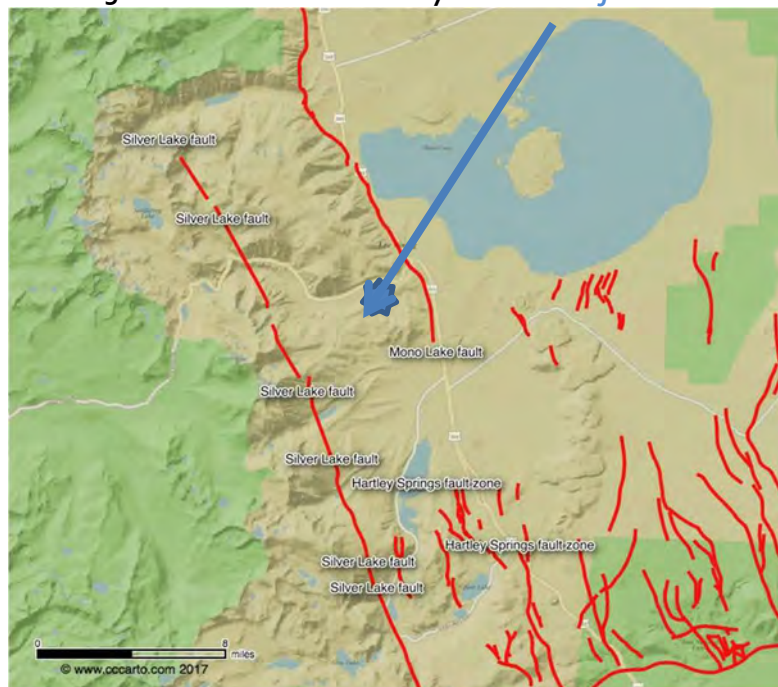 Silver Lake fault
Silver Lake fault
Mono Lake fault
Silver Lake fault
Silver Lake fault
Hartley Springs fault zone
Hartley Springs fault zone
Silver Lake fault
Silver Lake fault
0 8
miles
© www.cccarto.com 2017